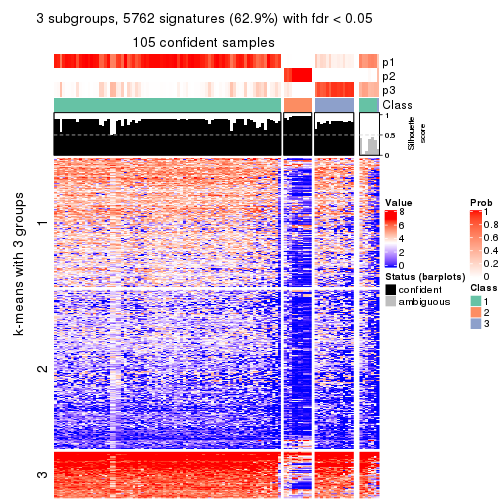 3 subgroups, 5762 signatures (62.9%) with fdr < 0.05
105 confident samples
p1
p2
p3
Class
1
0.5
0
Silhouette
score
k-means with 3 groups
1
2
3
Value
8
6
4
2
0
Status (barplots)
confident
ambiguous
Prob
1
0.8
0.6
0.4
0.2
0
Class
1
2
3